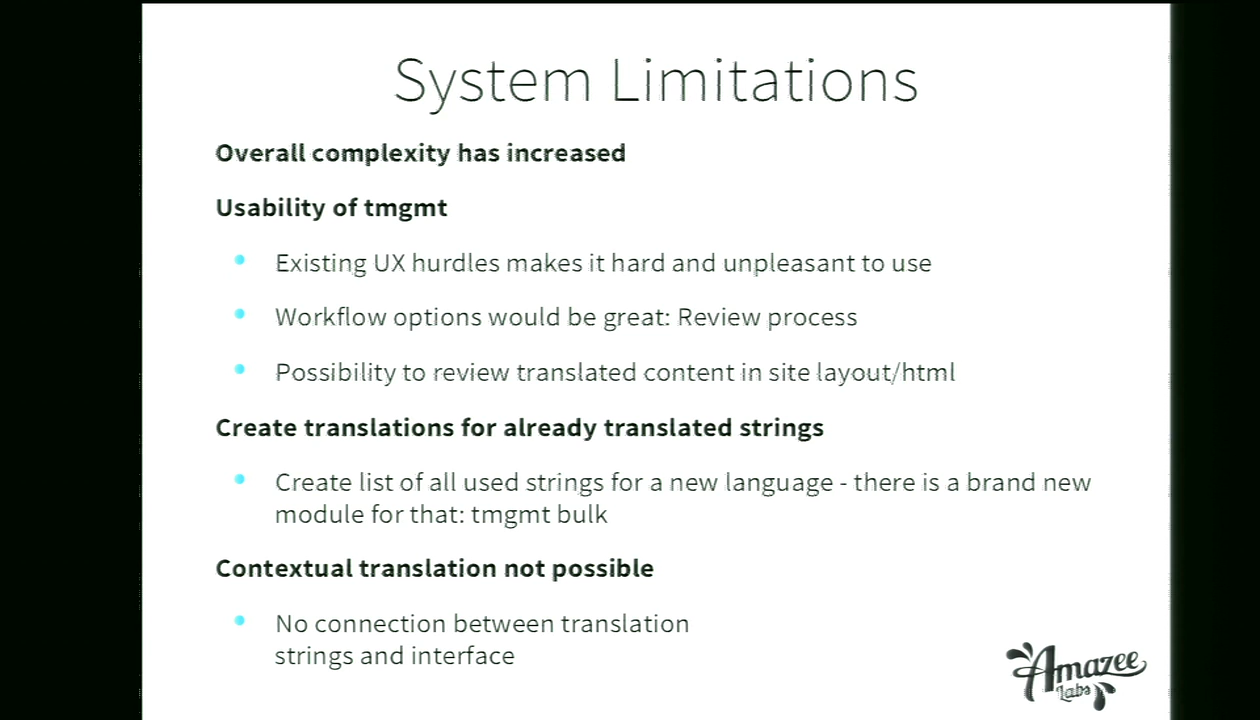 System Limitations
Overall complexity has increased
Usability of tmgmt
Existing UX hurdles makes it hard and unpleasant to use
Workflow options would be great: Review process
Possibility to review translated content in site layout/html
Create translations for already translated strings
Create list of all used strings for a new language - there is a brand new
module for that: tmgmt bulk
Contextual translation not possible
No connection between translation
strings and interface
Amazee
Labs